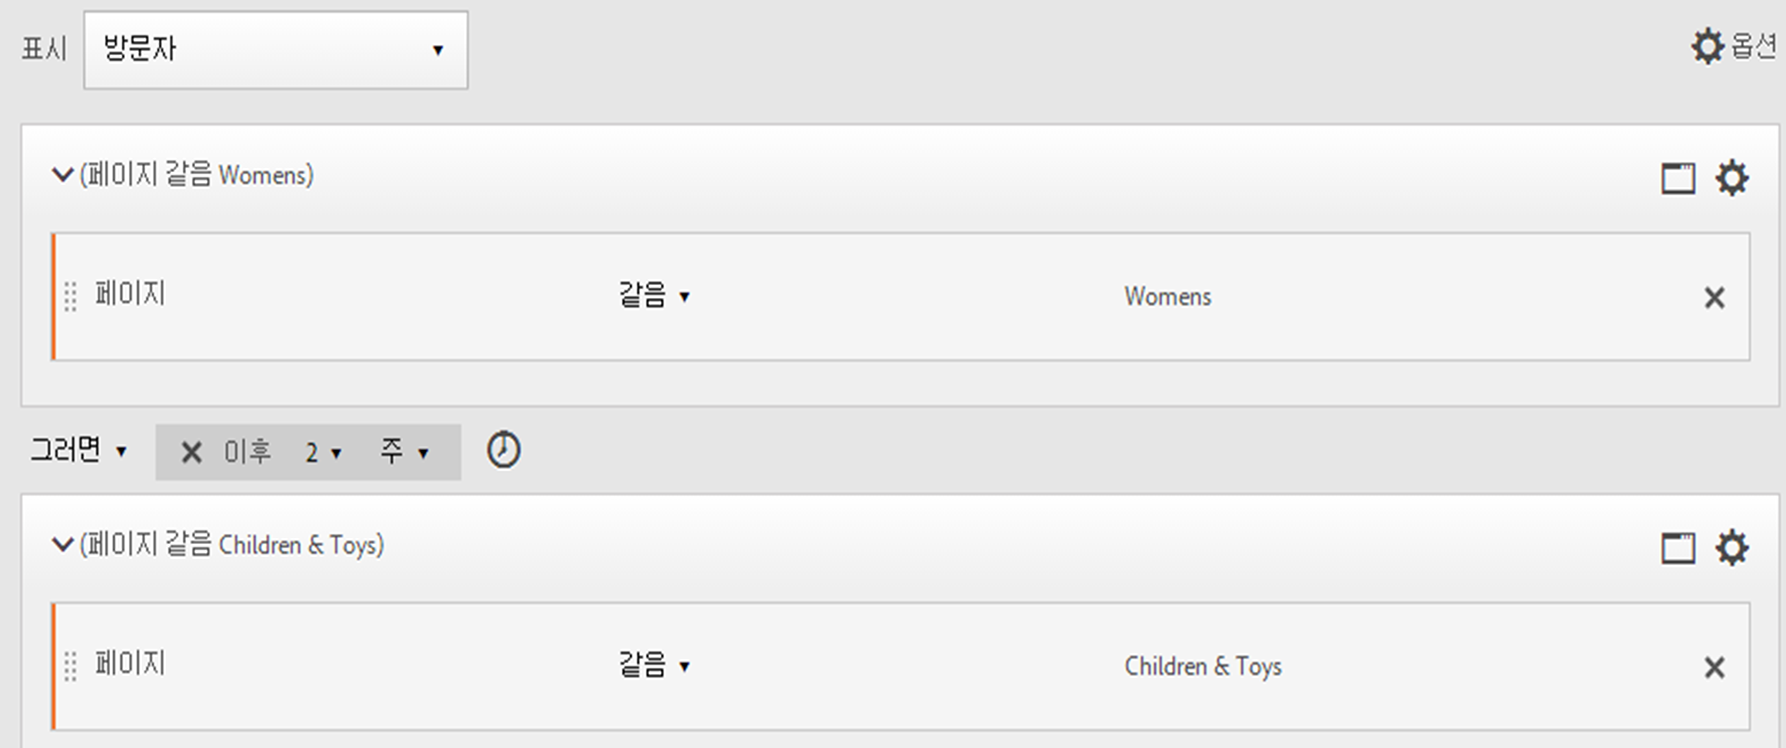 표시 방문자 옵션
(페이지 같음 Womens)
페이지 같음 Womens
그러면 이후 2 주
(페이지 같음 Children & Toys)
페이지 같음 Children & Toys